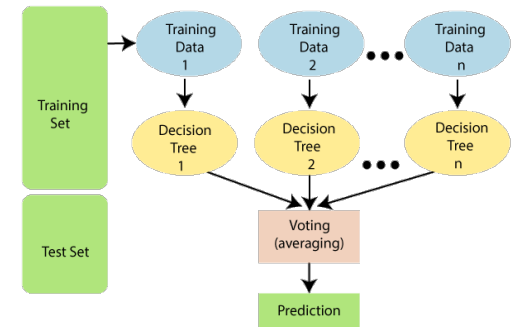 Training
Set
Test Set
Training
Data
1
Training
Data
2
Training
Data
n
Decision
Tree
1
Decision
Tree
2
Decision
Tree
n
Voting
(averaging)
Prediction